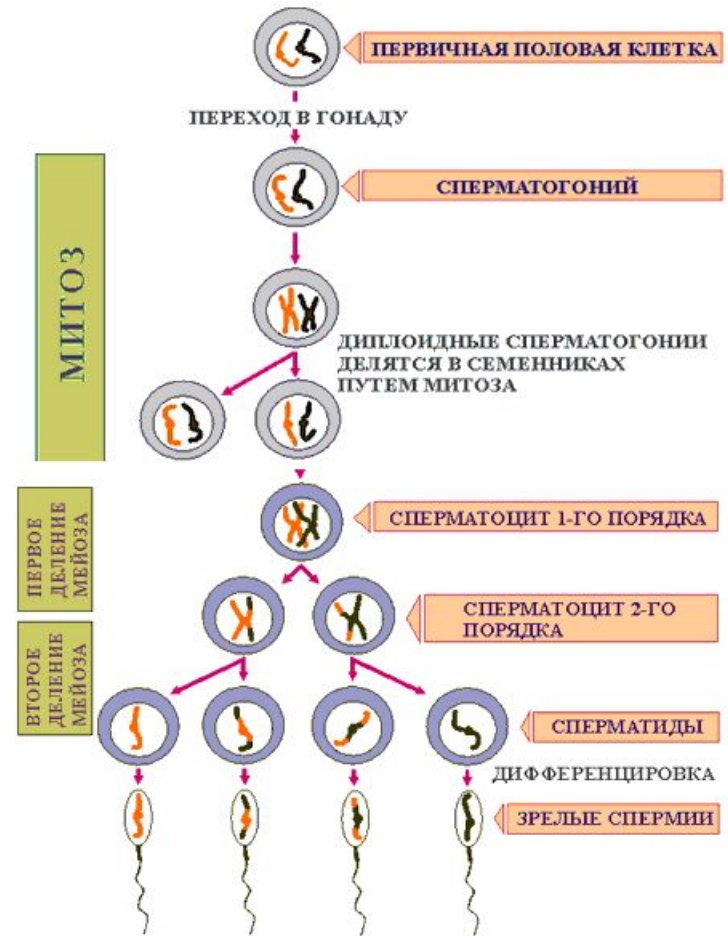 ПЕРВИЧНАЯ ПОЛОВАЯ КЛЕТКА
ПЕРЕХОД В ГОНАДУ
СПЕРМАТОГОНИЙ
МИТОЗ
ДИПЛОИДНЫЕ СПЕРМАТОГОНИИ
ДЕЛЯТСЯ В СЕМЕННИКАХ
ПУТЕМ МИТОЗА
ПЕРВОЕ
ДЕЛЕНИЕ
МЕЙОЗА
СПЕРМАТОЦИТ 1-ГО ПОРЯДКА
СПЕРМАТОЦИТ 2-ГО
ПОРЯДКА
ВТОРОЕ
ДЕЛЕНИЕ
МЕЙОЗА
СПЕРМАТИДЫ
ДИФФЕРЕНЦИРОВКА
ЗРЕЛЫЕ СПЕРМИИ